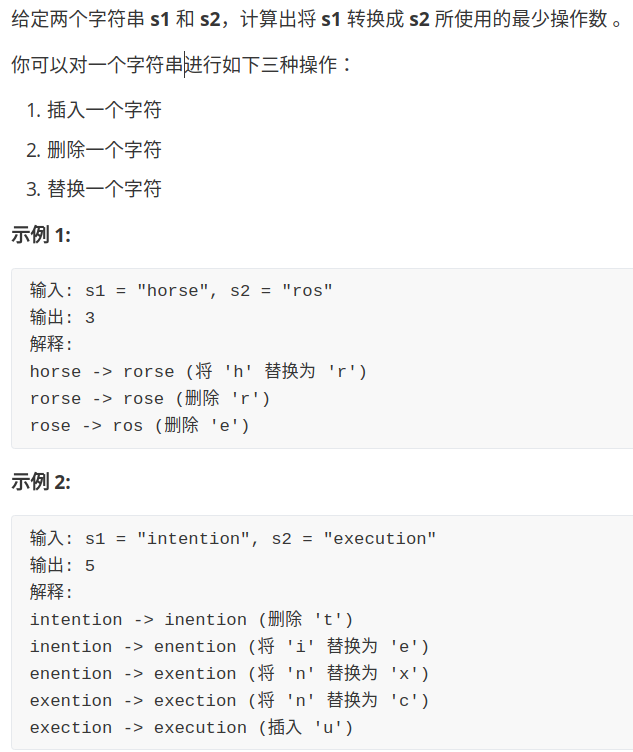 给定两个字符串 s1 和 s2，计算出将 s1 转换成 s2 所使用的最少操作数 。
你可以对一个字符串进行如下三种操作：
1. 插入一个字符
2. 删除一个字符
3. 替换一个字符
示例 1:
输入: s1 = "horse", s2 = "ros"
输出: 3
解释:
horse -> rorse (将 'h' 替换为 'r')
rorse -> rose (删除 'r')
rose -> ros (删除 'e')
示例 2:
输入: s1 = "intention", s2 = "execution"
输出: 5
解释:
intention -> inention (删除 't')
inention -> enention (将 'i' 替换为 'e')
enention -> exention (将 'n' 替换为 'x')
exention -> exection (将 'n' 替换为 'c')
exection -> execution (插入 'u')